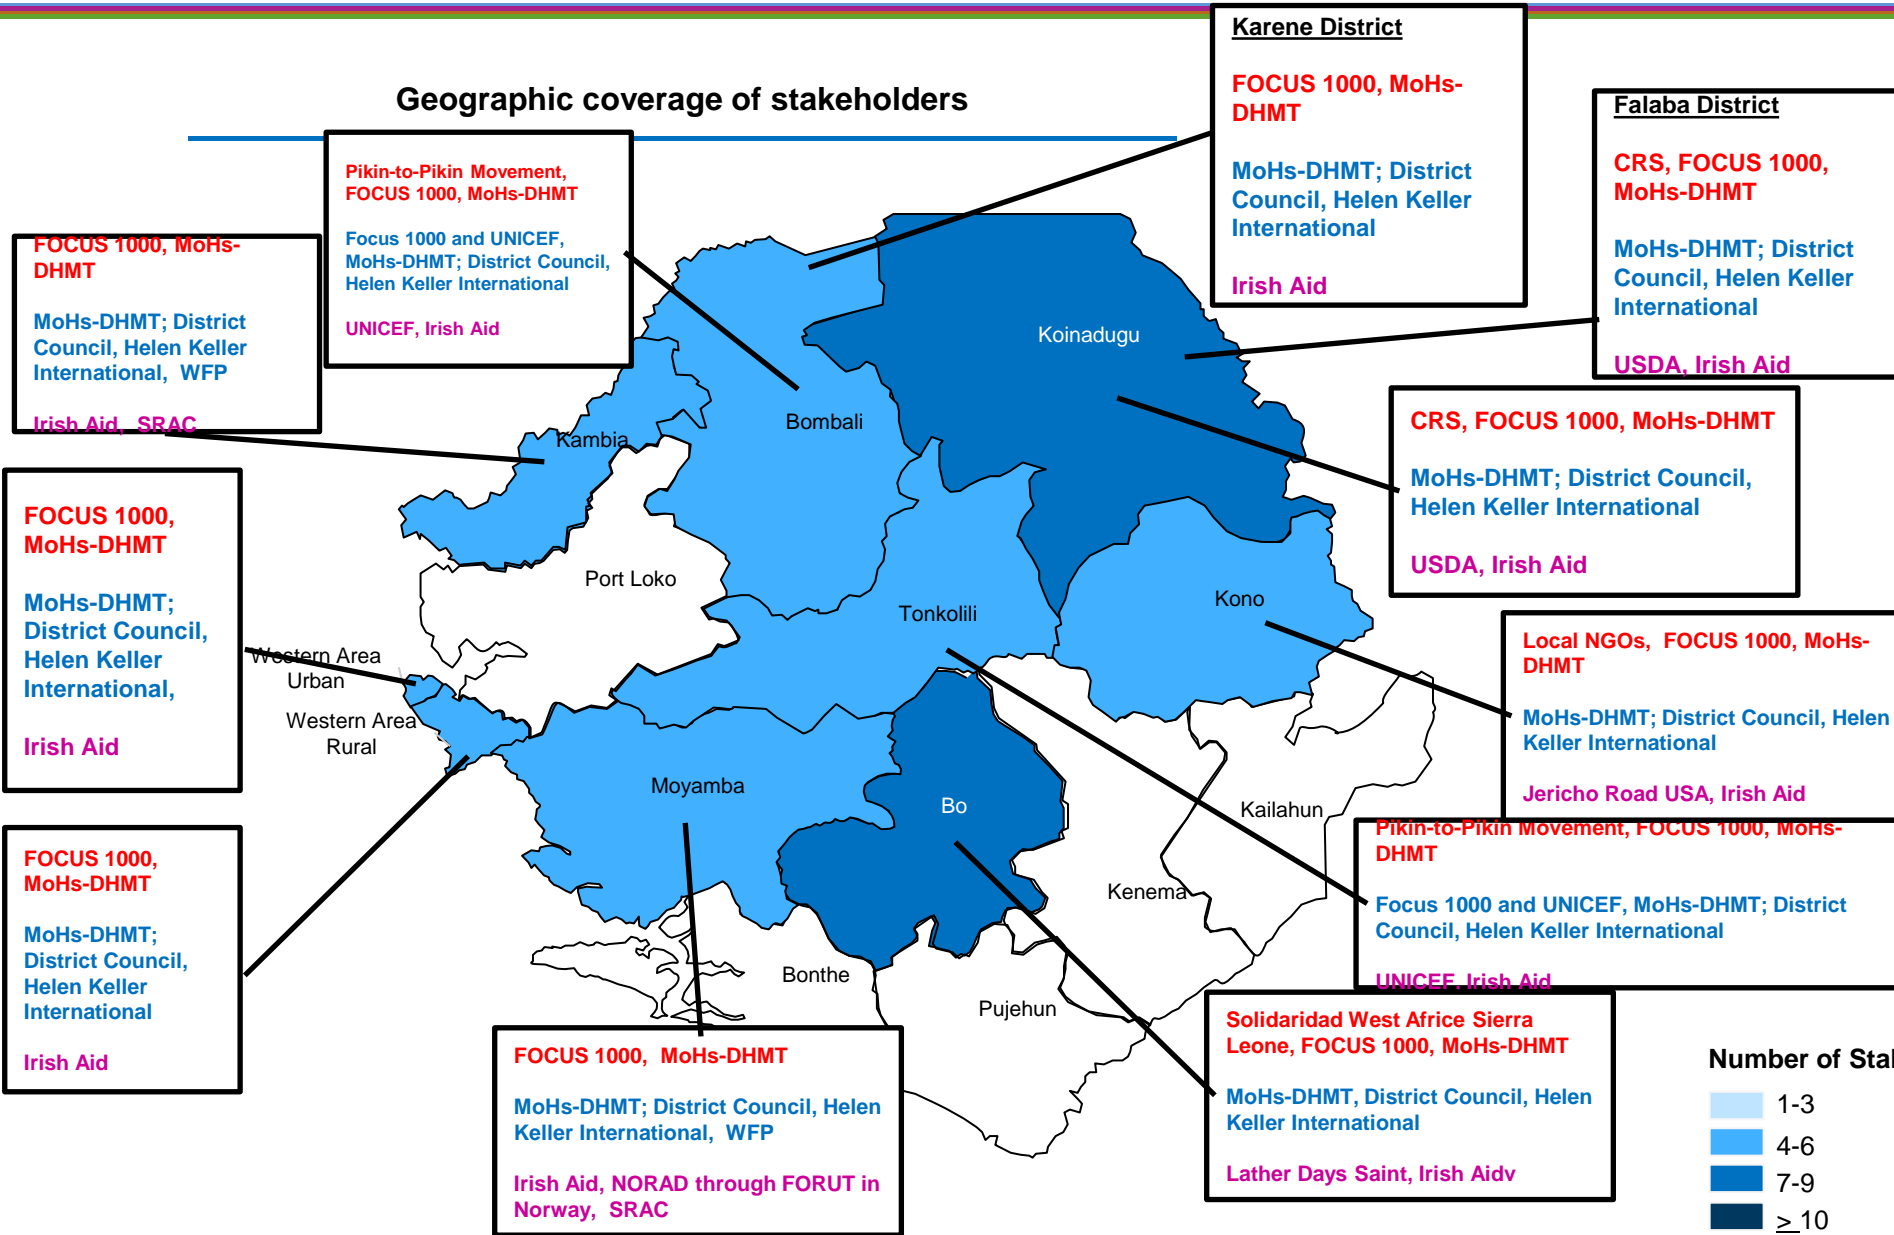 Geographic coverage of stakeholders
Karene District
FOCUS 1000, MoHs-
DHMT
MoHs-DHMT; District
Council, Helen Keller
International
Irish Aid
Falaba District
CRS, FOCUS 1000,
MoHs-DHMT
MoHs-DHMT; District
Council, Helen Keller
International
USDA, Irish Aid
Pikin-to-Pikin Movement,
FOCUS 1000, MoHs-DHMT
Focus 1000 and UNICEF,
MoHs-DHMT; District Council,
Helen Keller International
UNICEF, Irish Aid
FOCUS 1000, MoHs-
DHMT
MoHs-DHMT; District
Council, Helen Keller
International, WFP
Irish Aid, SRAC
CRS, FOCUS 1000, MoHs-DHMT
MoHs-DHMT; District Council,
Helen Keller International
USDA, Irish Aid
FOCUS 1000,
MoHs-DHMT
MoHs-DHMT;
District Council,
Helen Keller
International,
Irish Aid
Local NGOs, FOCUS 1000, MoHs-
DHMT
MoHs-DHMT; District Council, Helen
Keller International
Jericho Road USA, Irish Aid
Pikin-to-Pikin Movement, FOCUS 1000, MoHs-
DHMT
Focus 1000 and UNICEF, MoHs-DHMT; District
Council, Helen Keller International
UNICEF, Irish Aid
FOCUS 1000,
MoHs-DHMT
MoHs-DHMT;
District Council,
Helen Keller
International
Irish Aid
FOCUS 1000, MoHs-DHMT
MoHs-DHMT; District Council, Helen
Keller International, WFP
Irish Aid, NORAD through FORUT in
Norway, SRAC
Solidaridad West Africe Sierra
Leone, FOCUS 1000, MoHs-DHMT
MoHs-DHMT, District Council, Helen
Keller International
Lather Days Saint, Irish Aidv
Koinadugu
Bombali
Kambia
Port Loko
Tonkolili
Kono
Western Area
Urban
Western Area
Rural
Moyamba
Bo
Kailahun
Kenema
Bonthe
Pujehun
Number of Stal
1-3
4-6
7-9
> 10